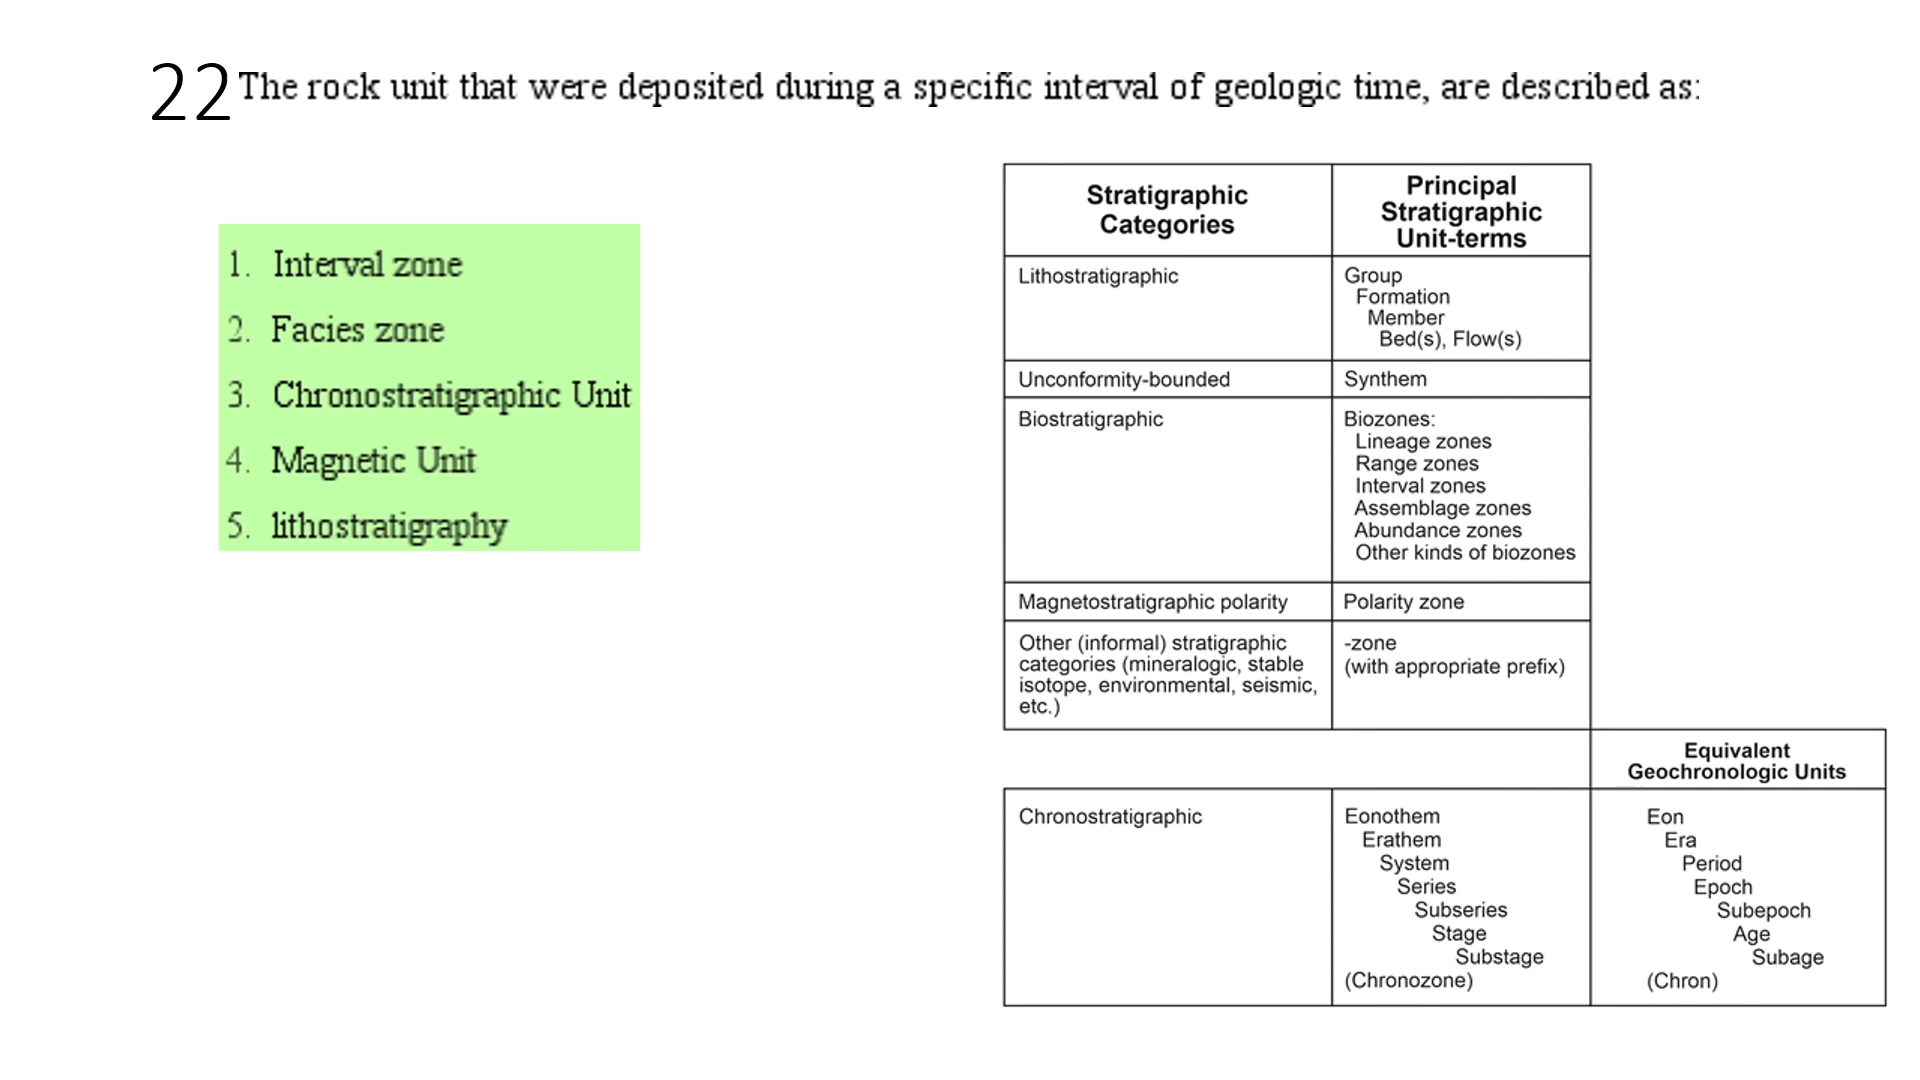 22 The rock unit that were deposited during a specific interval of geologic time, are described as:
1. Interval zone
2. Facies zone
3. Chronostratigraphic Unit
4. Magnetic Unit
5. lithostratigraphy
Stratigraphic
Categories
Principal
Stratigraphic
Unit-terms
Lithostratigraphic
Group
Formation
Member
Bed(s), Flow(s)
Unconformity-bounded
Synthem
Biostratigraphic
Biozones:
Lineage zones
Range zones
Interval zones
Assemblage zones
Abundance zones
Other kinds of biozones
Magnetostratigraphic polarity
Polarity zone
Other (informal) stratigraphic
categories (mineralogic, stable
isotope, environmental, seismic,
etc.)
-zone
(with appropriate prefix)
Equivalent
Geochronologic Units
Chronostratigraphic
Eonothem
Erathem
System
Series
Subseries
Stage
Substage
(Chronozone)
Eon
Era
Period
Epoch
Subepoch
Age
Subage
(Chron)